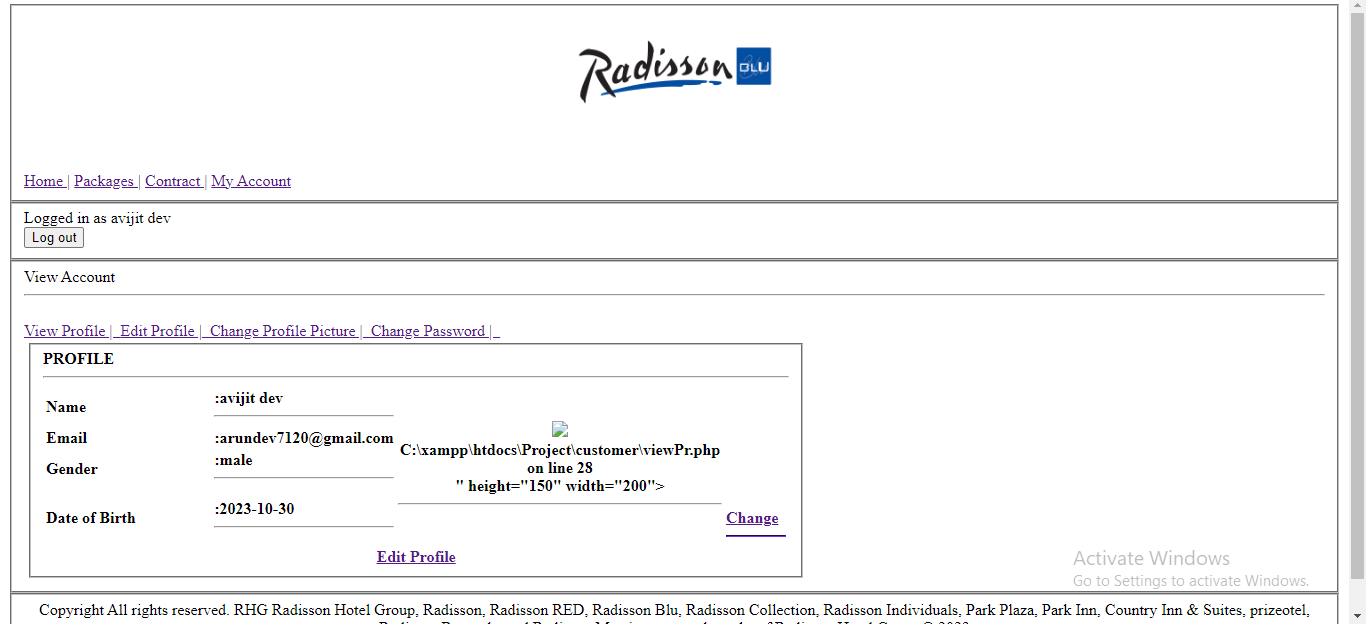 Radisson BLU
Home | Packages | Contract | My Account
Logged in as avijit dev
Log out
View Account
View Profile | Edit Profile | Change Profile Picture | Change Password |
PROFILE
Name :avijit dev
Email :arundev7120@gmail.com
Gender :male
C:\xampp\htdocs\Project\customer\viewPr.php
on line 28
" height="150" width="200">
Date of Birth :2023-10-30
Change
Edit Profile
Activate Windows
Go to Settings to activate Windows.
Copyright All rights reserved. RHG Radisson Hotel Group, Radisson, Radisson RED, Radisson Blu, Radisson Collection, Radisson Individuals, Park Plaza, Park Inn, Country Inn & Suites, prizeotel,